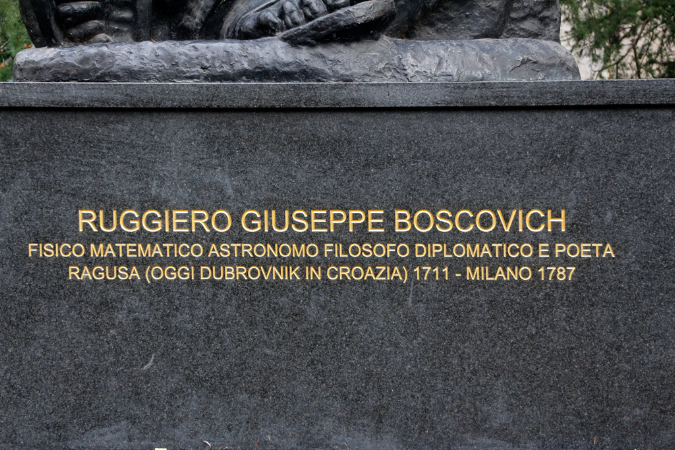 RUGGIERO GIUSEPPE BOSCOVICH
FISICO MATEMATICO ASTRONOMO FILOSOFO DIPLOMATICO E POETA
RAGUSA (OGGI DUBROVNIK IN CROAZIA) 1711 - MILANO 1787